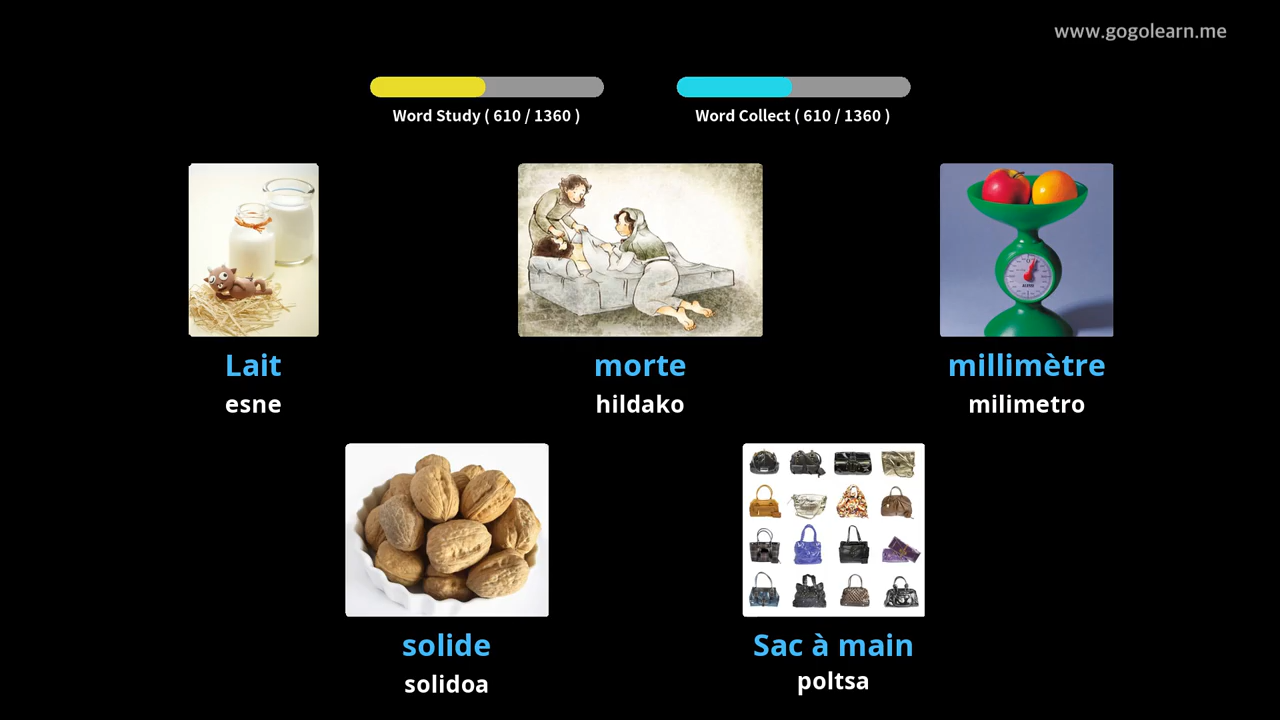 www.gogolearn.me
Word Study ( 610 / 1360 )
Word Collect ( 610 / 1360 )
Lait
esne
morte
hildako
millimètre
milimetro
solide
solidoa
Sac à main
poltsa